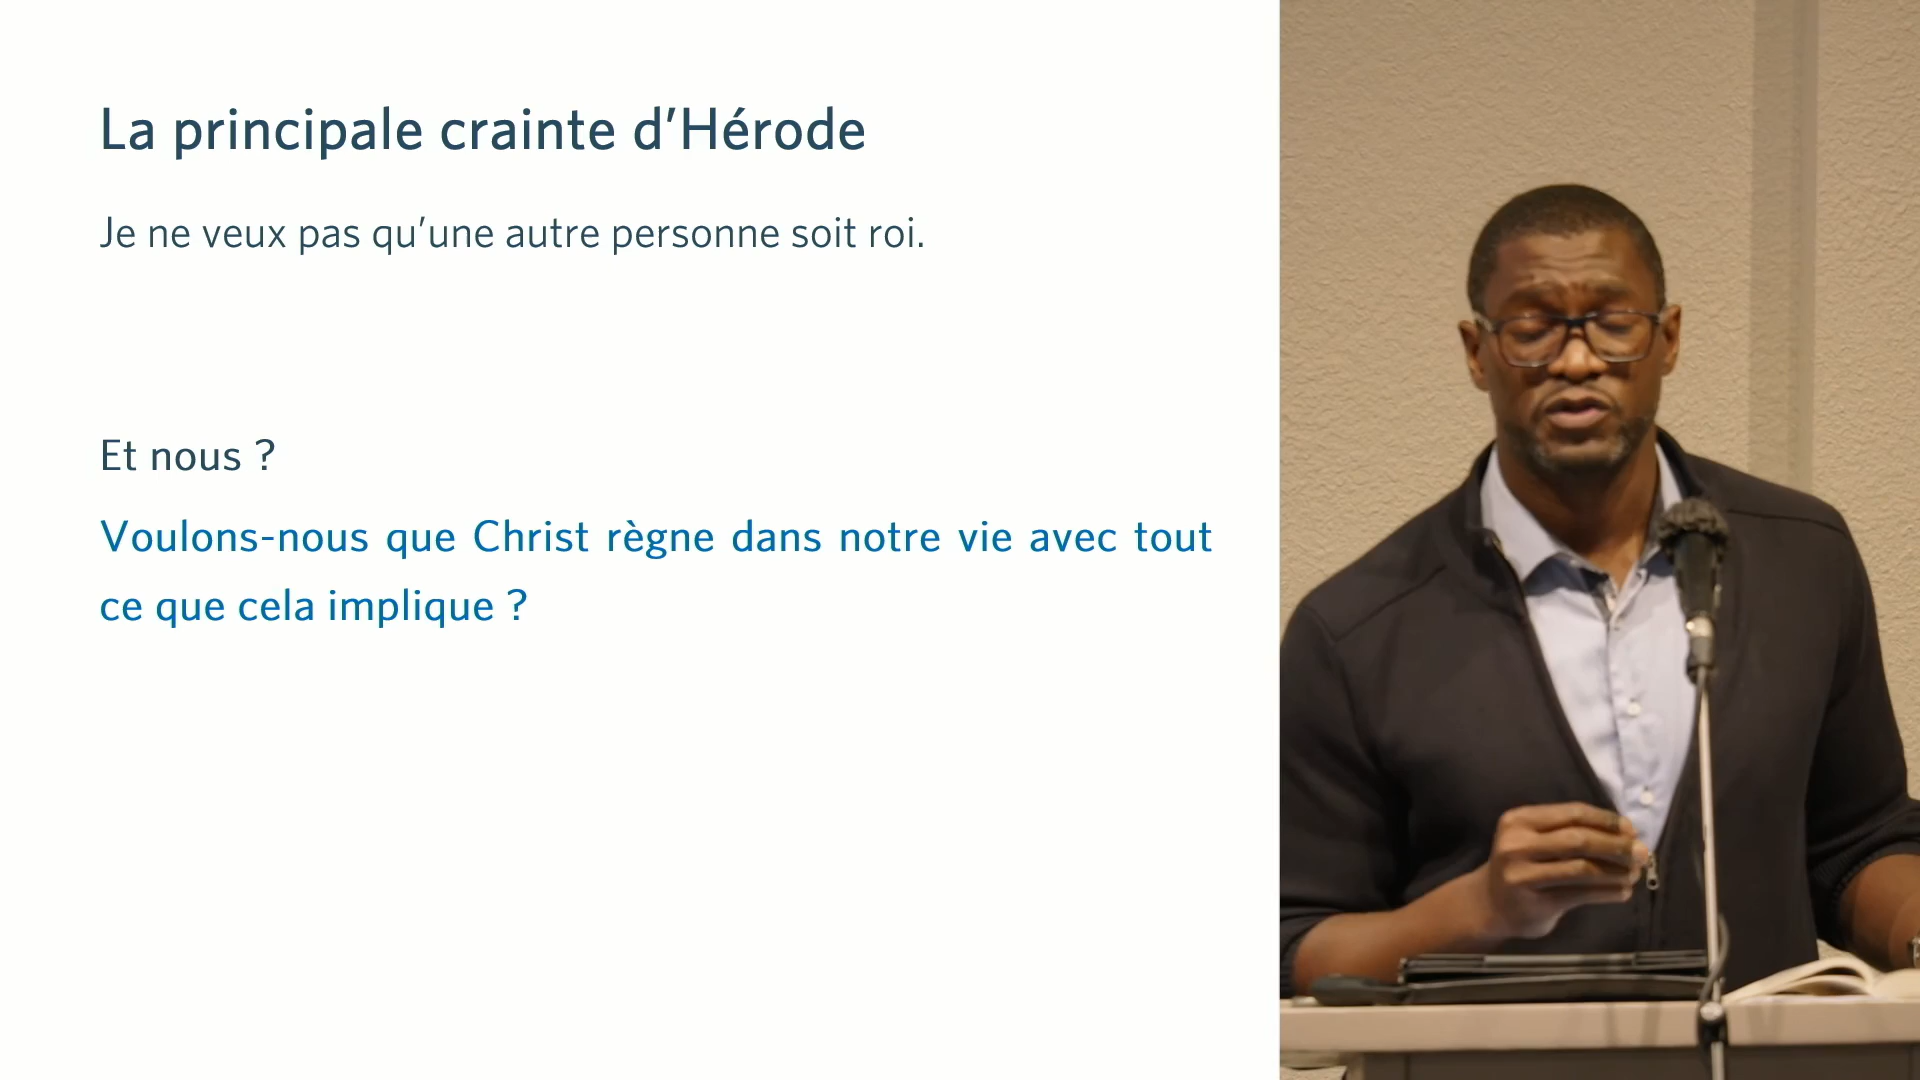 La principale crainte d’Hérode
Je ne veux pas qu’une autre personne soit roi.
Et nous ?
Voulons-nous que Christ règne dans notre vie avec tout
ce que cela implique ?